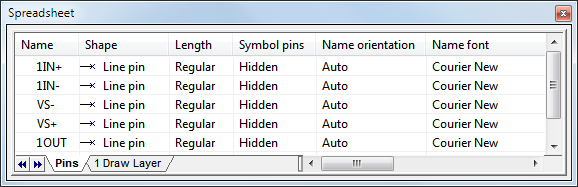 Spreadsheet
Name Shape Length Symbol pins Name orientation Name font
1IN+ Line pin Regular Hidden Auto Courier New
1IN- Line pin Regular Hidden Auto Courier New
VS- Line pin Regular Hidden Auto Courier New
VS+ Line pin Regular Hidden Auto Courier New
1OUT Line pin Regular Hidden Auto Courier New
Pins 1 Draw Layer